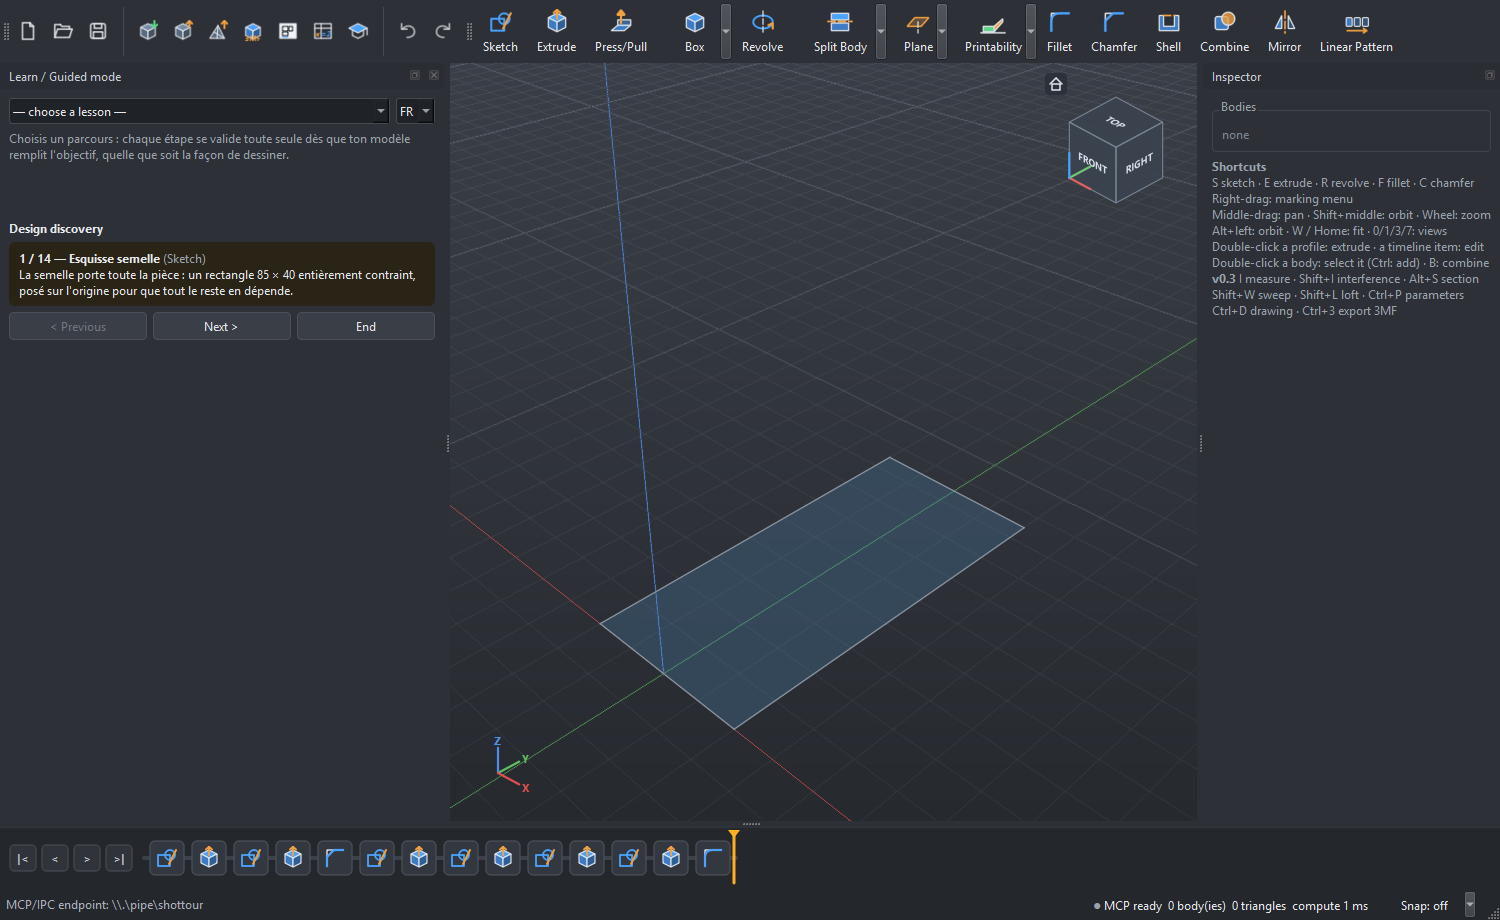 Sketch Extrude Press/Pull Box Revolve Split Body Plane Printability Fillet Chamfer Shell Combine Mirror Linear Pattern
Learn / Guided mode
— choose a lesson — FR
Choisis un parcours : chaque étape se valide toute seule dès que ton modèle
remplit l'objectif, quelle que soit la façon de dessiner.
Design discovery
1 / 14 — Esquisse semelle (Sketch)
La semelle porte toute la pièce : un rectangle 85 × 40 entièrement contraint,
posé sur l'origine pour que tout le reste en dépende.
< Previous Next > End
TOP
FRONT
RIGHT
Z
Y
X
Inspector
Bodies
none
Shortcuts
S sketch · E extrude · R revolve · F fillet · C chamfer
Right-drag: marking menu
Middle-drag: pan · Shift+middle: orbit · Wheel: zoom
Alt+left: orbit · W / Home: fit · 0/1/3/7: views
Double-click a profile: extrude · a timeline item: edit
Double-click a body: select it (Ctrl: add) · B: combine
v0.3 I measure · Shift+I interference · Alt+S section
Shift+W sweep · Shift+L loft · Ctrl+P parameters
Ctrl+D drawing · Ctrl+3 export 3MF
|< < > >|
MCP/IPC endpoint: \\.\pipe\shottour
MCP ready 0 body(ies) 0 triangles compute 1 ms Snap: off